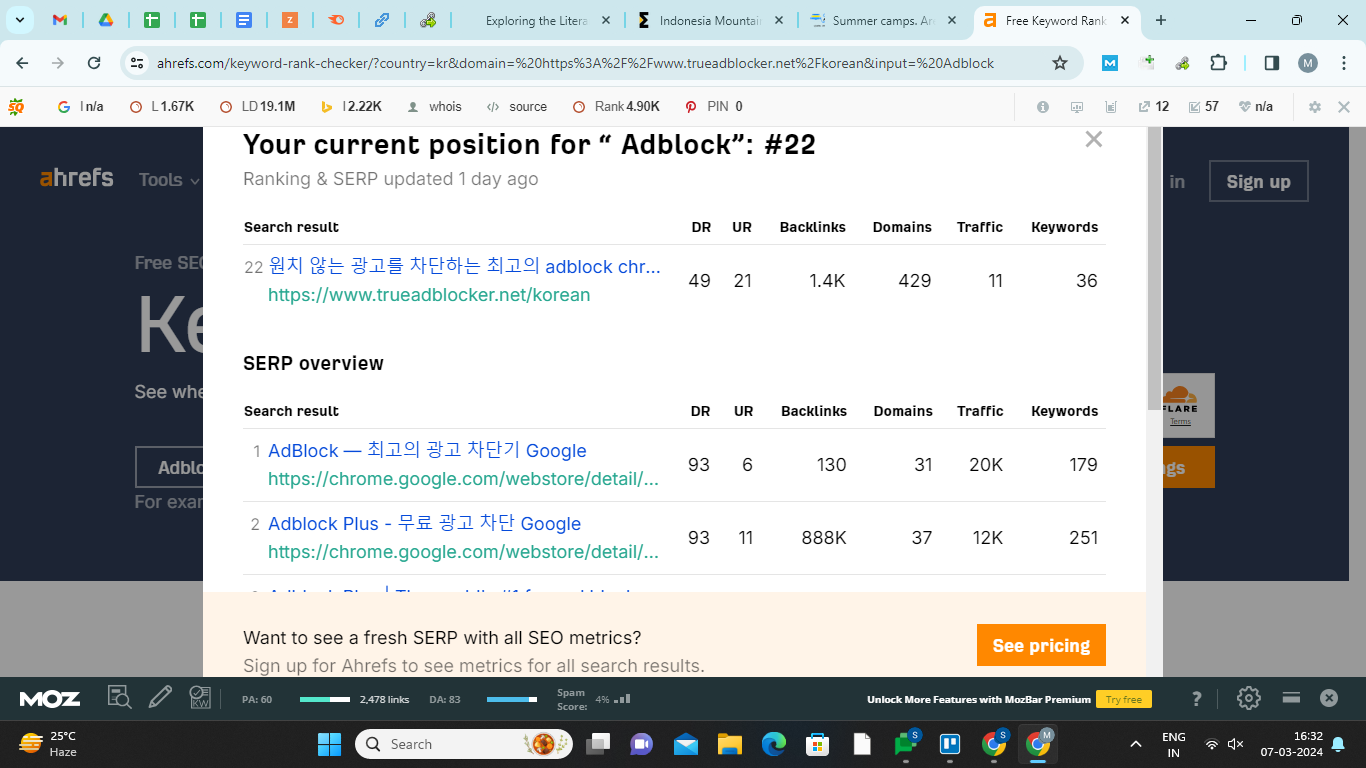 Exploring the Litera
Indonesia Mountain
Summer camps. Are
Free Keyword Rank
ahrefs.com/keyword-rank-checker/?country=kr&domain=%20https%3A%2F%2Fwww.trueadblocker.net%2Fkorean&input=%20Adblock
M
I n/a
L 1.67K
LD 19.1M
I 2.22K
whois
source
Rank 4.90K
PIN 0
12
57
n/a
ahrefs
Tools
in
Sign up
Free SEO
Ke
See whe
Adblo
For exam
FLARE
Terms
gs
Your current position for “ Adblock”: #22
Ranking & SERP updated 1 day ago
Search result DR UR Backlinks Domains Traffic Keywords
22 원치 않는 광고를 차단하는 최고의 adblock chr... 49 21 1.4K 429 11 36
https://www.trueadblocker.net/korean
SERP overview
Search result DR UR Backlinks Domains Traffic Keywords
1 AdBlock — 최고의 광고 차단기 Google 93 6 130 31 20K 179
https://chrome.google.com/webstore/detail/...
2 Adblock Plus - 무료 광고 차단 Google 93 11 888K 37 12K 251
https://chrome.google.com/webstore/detail/...
Want to see a fresh SERP with all SEO metrics?
Sign up for Ahrefs to see metrics for all search results.
See pricing
MOZ
PA: 60
2,478 links
DA: 83
Spam Score: 4%
Unlock More Features with MozBar Premium
Try free
?
25°C
Haze
Search
ENG
IN
16:32
07-03-2024